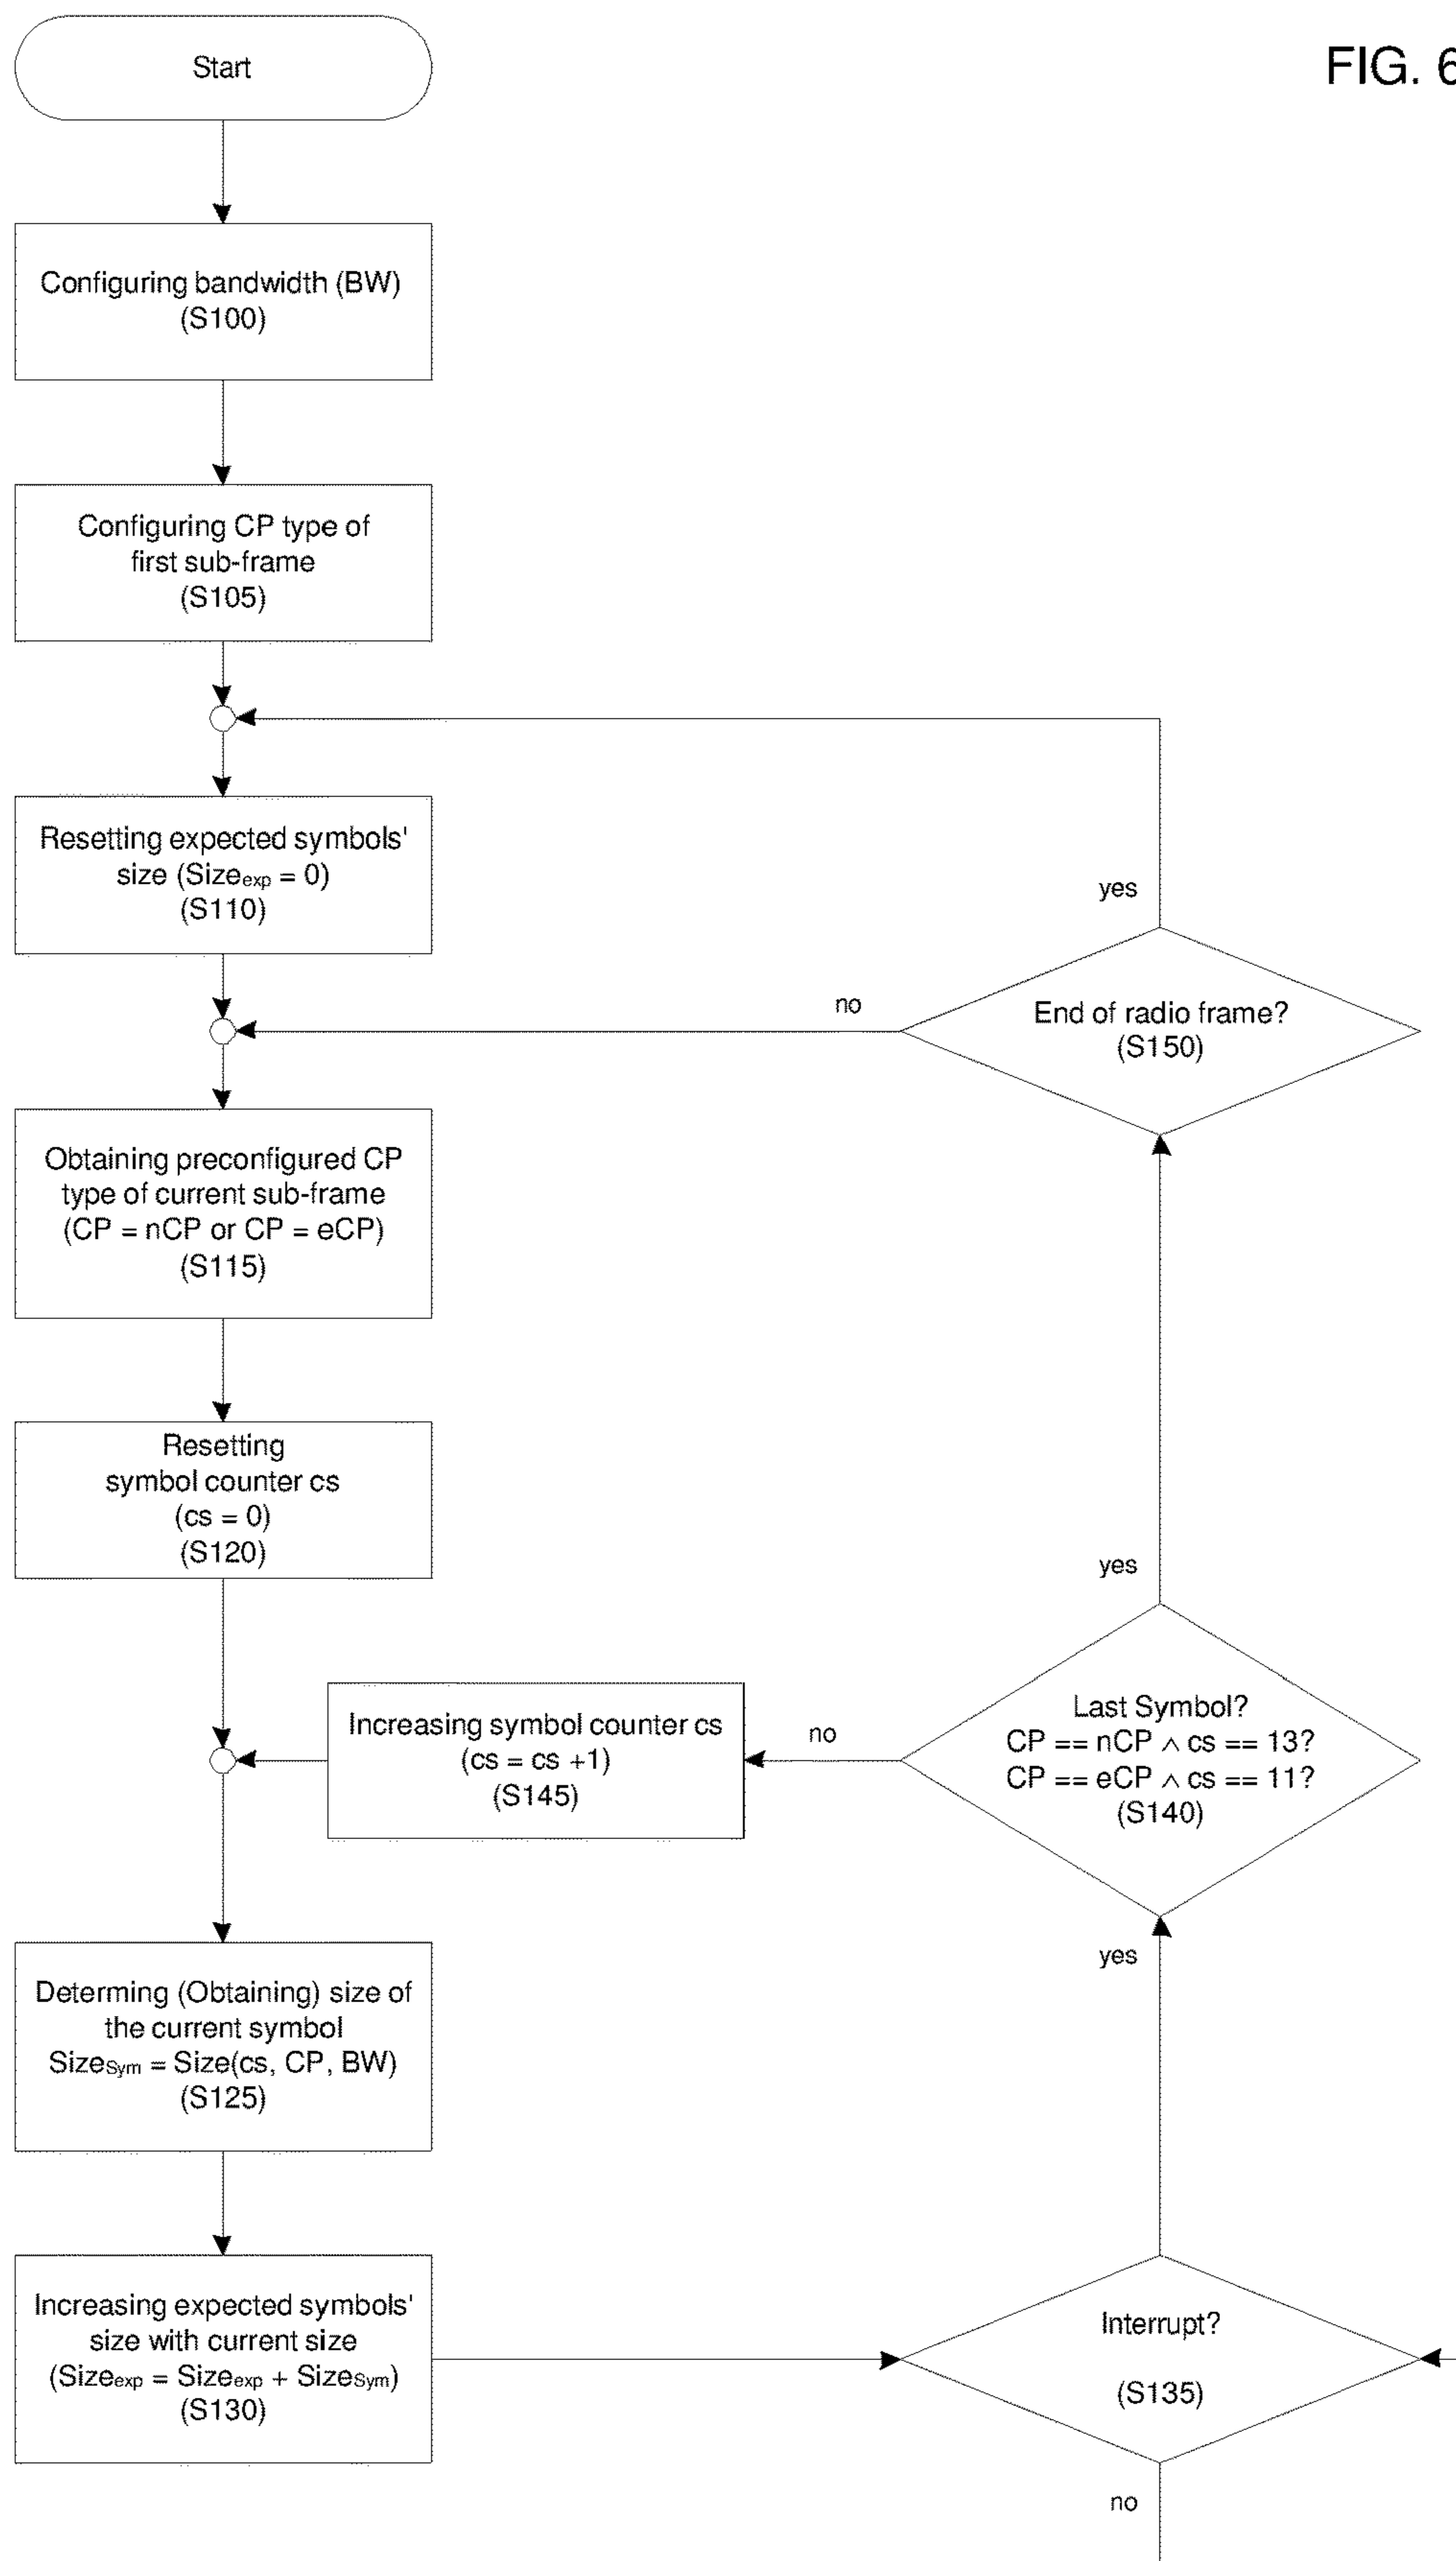 Start
FIG. 6
Configuring bandwidth (BW)
(S100)
Configuring CP type of
first sub-frame
(S105)
Resetting expected symbols'
size (Sizeexp = 0)
(S110)
yes
no
End of radio frame?
(S150)
Obtaining preconfigured CP
type of current sub-frame
(CP = nCP or CP = eCP)
(S115)
Resetting
symbol counter cs
(cs = 0)
(S120)
yes
Increasing symbol counter cs
(cs = cs +1)
(S145)
no
Last Symbol?
CP == nCP ∧ cs == 13?
CP == eCP ∧ cs == 11?
(S140)
yes
Determing (Obtaining) size of
the current symbol
SizeSym = Size(cs, CP, BW)
(S125)
Increasing expected symbols'
size with current size
(Sizeexp = Sizeexp + SizeSym)
(S130)
Interrupt?
(S135)
no